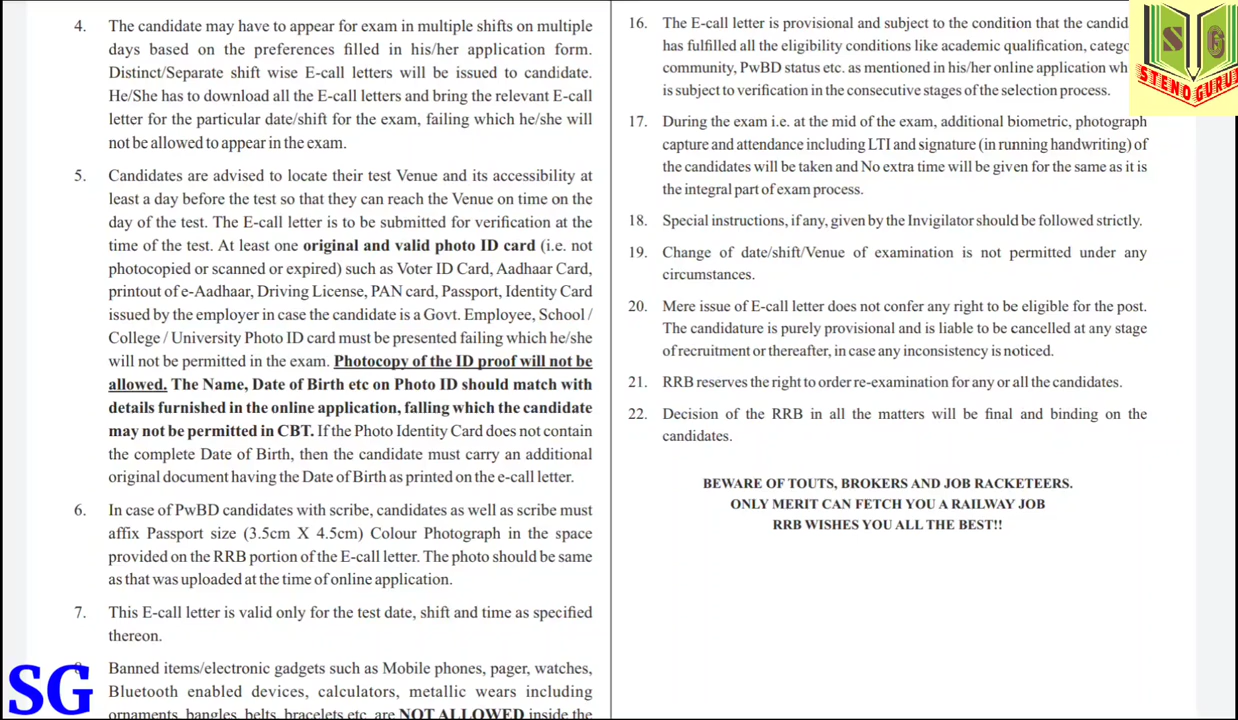 4. The candidate may have to appear for exam in multiple shifts on multiple
days based on the preferences filled in his/her application form.
Distinct/Separate shift wise E-call letters will be issued to candidate.
He/She has to download all the E-call letters and bring the relevant E-call
letter for the particular date/shift for the exam, failing which he/she will
not be allowed to appear in the exam.
5. Candidates are advised to locate their test Venue and its accessibility at
least a day before the test so that they can reach the Venue on time on the
day of the test. The E-call letter is to be submitted for verification at the
time of the test. At least one original and valid photo ID card (i.e. not
photocopied or scanned or expired) such as Voter ID Card, Aadhaar Card,
printout of e-Aadhaar, Driving License, PAN card, Passport, Identity Card
issued by the employer in case the candidate is a Govt. Employee, School /
College / University Photo ID card must be presented failing which he/she
will not be permitted in the exam. Photocopy of the ID proof will not be
allowed. The Name, Date of Birth etc on Photo ID should match with
details furnished in the online application, falling which the candidate
may not be permitted in CBT. If the Photo Identity Card does not contain
the complete Date of Birth, then the candidate must carry an additional
original document having the Date of Birth as printed on the e-call letter.
6. In case of PwBD candidates with scribe, candidates as well as scribe must
affix Passport size (3.5cm X 4.5cm) Colour Photograph in the space
provided on the RRB portion of the E-call letter. The photo should be same
as that was uploaded at the time of online application.
7. This E-call letter is valid only for the test date, shift and time as specified
thereon.
Banned items/electronic gadgets such as Mobile phones, pager, watches,
Bluetooth enabled devices, calculators, metallic wears including
ornaments, bangles, belts, bracelets etc. are NOT ALLOWED inside the
SG
16. The E-call letter is provisional and subject to the condition that the candid
has fulfilled all the eligibility conditions like academic qualification, catego
community, PwBD status etc. as mentioned in his/her online application wh
is subject to verification in the consecutive stages of the selection process.
17. During the exam i.e. at the mid of the exam, additional biometric, photograph
capture and attendance including LTI and signature (in running handwriting) of
the candidates will be taken and No extra time will be given for the same as it is
the integral part of exam process.
18. Special instructions, if any, given by the Invigilator should be followed strictly.
19. Change of date/shift/Venue of examination is not permitted under any
circumstances.
20. Mere issue of E-call letter does not confer any right to be eligible for the post.
The candidature is purely provisional and is liable to be cancelled at any stage
of recruitment or thereafter, in case any inconsistency is noticed.
21. RRB reserves the right to order re-examination for any or all the candidates.
22. Decision of the RRB in all the matters will be final and binding on the
candidates.
BEWARE OF TOUTS, BROKERS AND JOB RACKETEERS.
ONLY MERIT CAN FETCH YOU A RAILWAY JOB
RRB WISHES YOU ALL THE BEST!!
S G
STENO GURUS